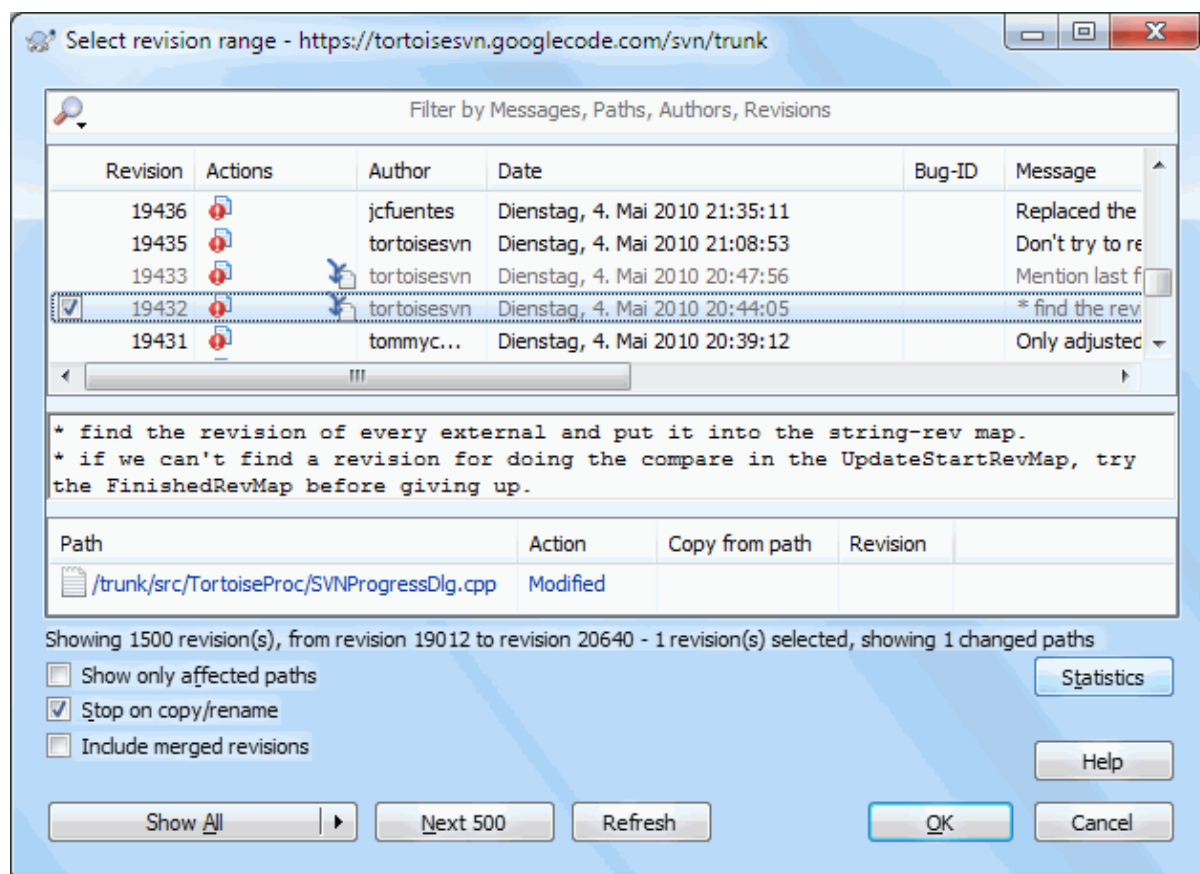 Select revision range - https://tortoisesvn.googlecode.com/svn/trunk
Filter by Messages, Paths, Authors, Revisions
Revision Actions Author Date Bug-ID Message
19436 jcfuentes Dienstag, 4. Mai 2010 21:35:11 Replaced the
19435 tortoisesvn Dienstag, 4. Mai 2010 21:08:53 Don't try to re
19433 tortoisesvn Dienstag, 4. Mai 2010 20:47:56 Mention last f
19432 tortoisesvn Dienstag, 4. Mai 2010 20:44:05 * find the rev
19431 tommyc... Dienstag, 4. Mai 2010 20:39:12 Only adjusted
* find the revision of every external and put it into the string-rev map.
* if we can't find a revision for doing the compare in the UpdateStartRevMap, try
the FinishedRevMap before giving up.
Path Action Copy from path Revision
/trunk/src/TortoiseProc/SVNProgressDlg.cpp Modified
Showing 1500 revision(s), from revision 19012 to revision 20640 - 1 revision(s) selected, showing 1 changed paths
Show only affected paths
Statistics
Stop on copy/rename
Include merged revisions
Help
Show All Next 500 Refresh OK Cancel